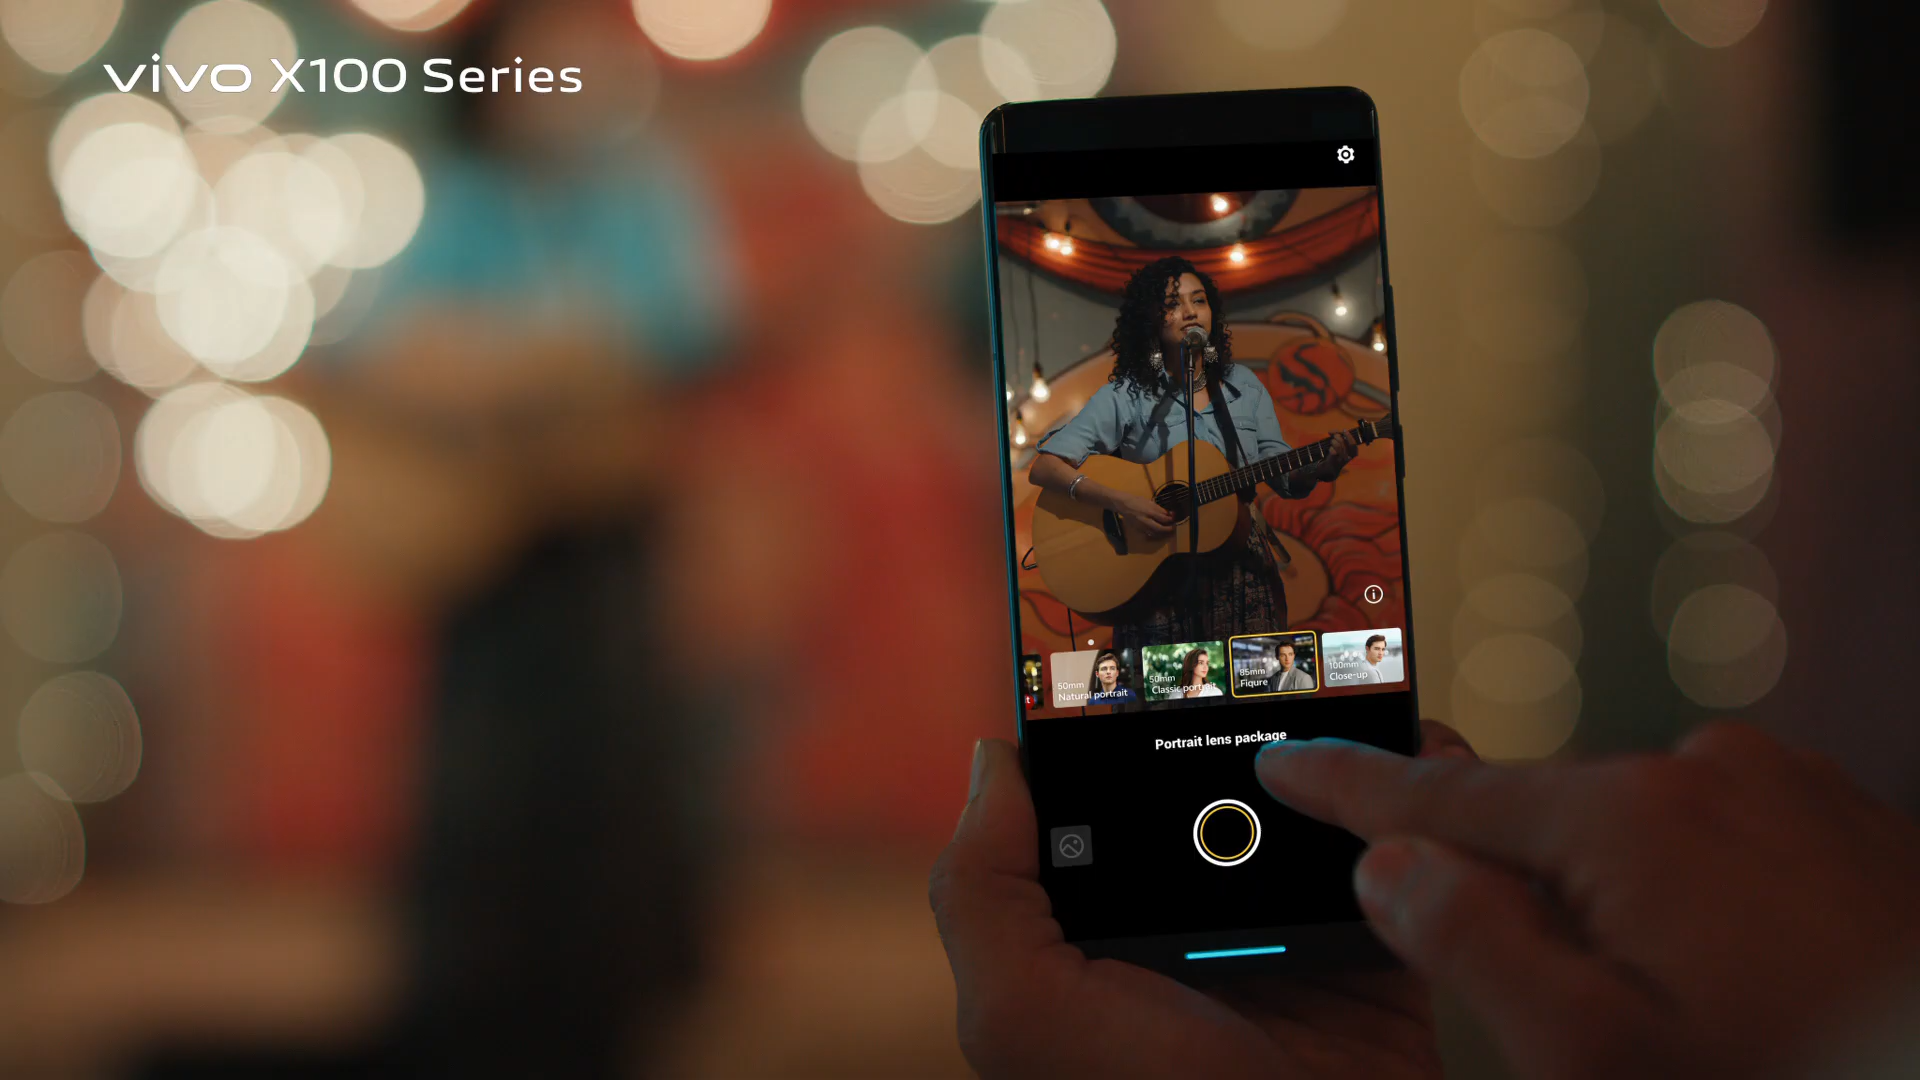 vivo X100 Series
50mm
Natural portrait
50mm
Classic portrait
85mm
Figure
100mm
Close-up
Portrait lens package